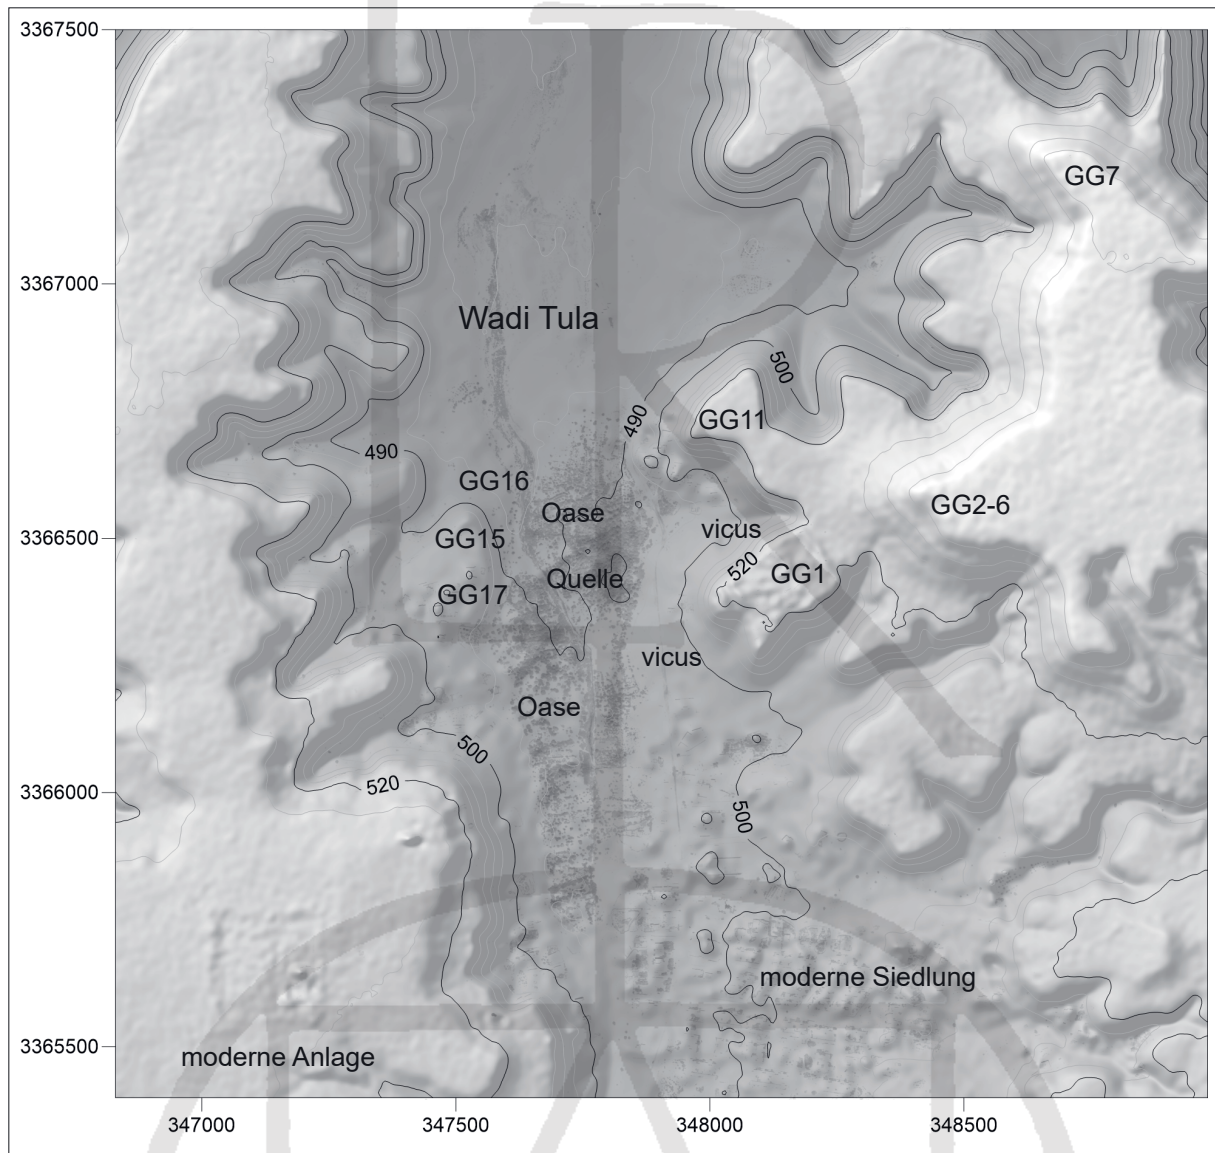 3367500
GG7
3367000
Wadi Tula
500
490
GG11
490
GG16
GG2-6
Oase
vicus
3366500
GG15
520
GG1
Quelle
GG17
vicus
Oase
500
520
3366000
500
moderne Siedlung
3365500
moderne Anlage
347000
347500
348000
348500